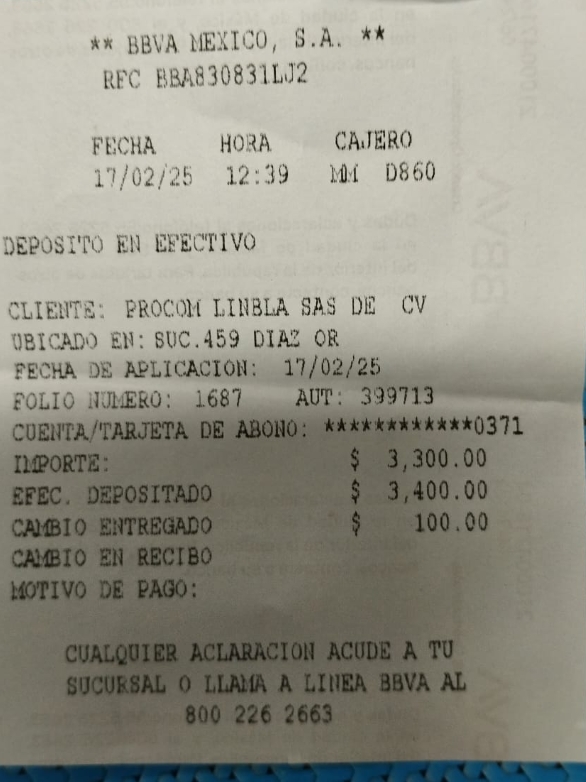 ** BBVA MEXICO, S.A. **
RFC BBA830831LJ2
FECHA HORA CAJERO
17/02/25 12:39 MM D860
DEPOSITO EN EFECTIVO
CLIENTE: PROCOM LINBLA SAS DE CV
UBICADO EN: SUC.459 DIAZ OR
FECHA DE APLICACION: 17/02/25
FOLIO NUMERO: 1687 AUT: 399713
CUENTA/TARJETA DE ABONO: ************0371
IMPORTE: $ 3,300.00
EFEC. DEPOSITADO $ 3,400.00
CAMBIO ENTREGADO $ 100.00
CAMBIO EN RECIBO
MOTIVO DE PAGO:
CUALQUIER ACLARACION ACUDE A TU
SUCURSAL O LLAMA A LINEA BBVA AL
800 226 2663